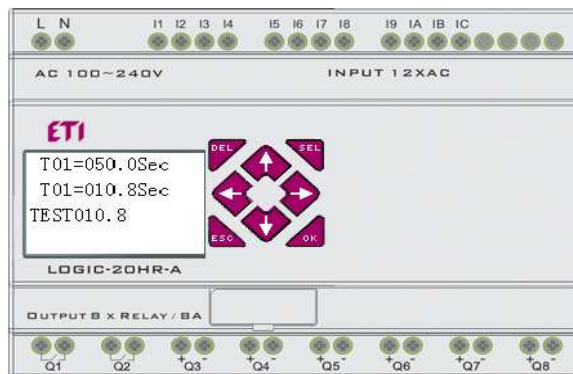 L N I1 I2 I3 I4 I5 I6 I7 I8 I9 IA IB IC
AC 100~240V INPUT 12XAC
ETI
DEL SEL
T01=050.0Sec
T01=010.8Sec
TEST010.8
ESC OK
LOGIC-20HR-A
OUTPUT 8 X RELAY / 8A
+ - + - + - + - + - + -
Q1 Q2 Q3 Q4 Q5 Q6 Q7 Q8